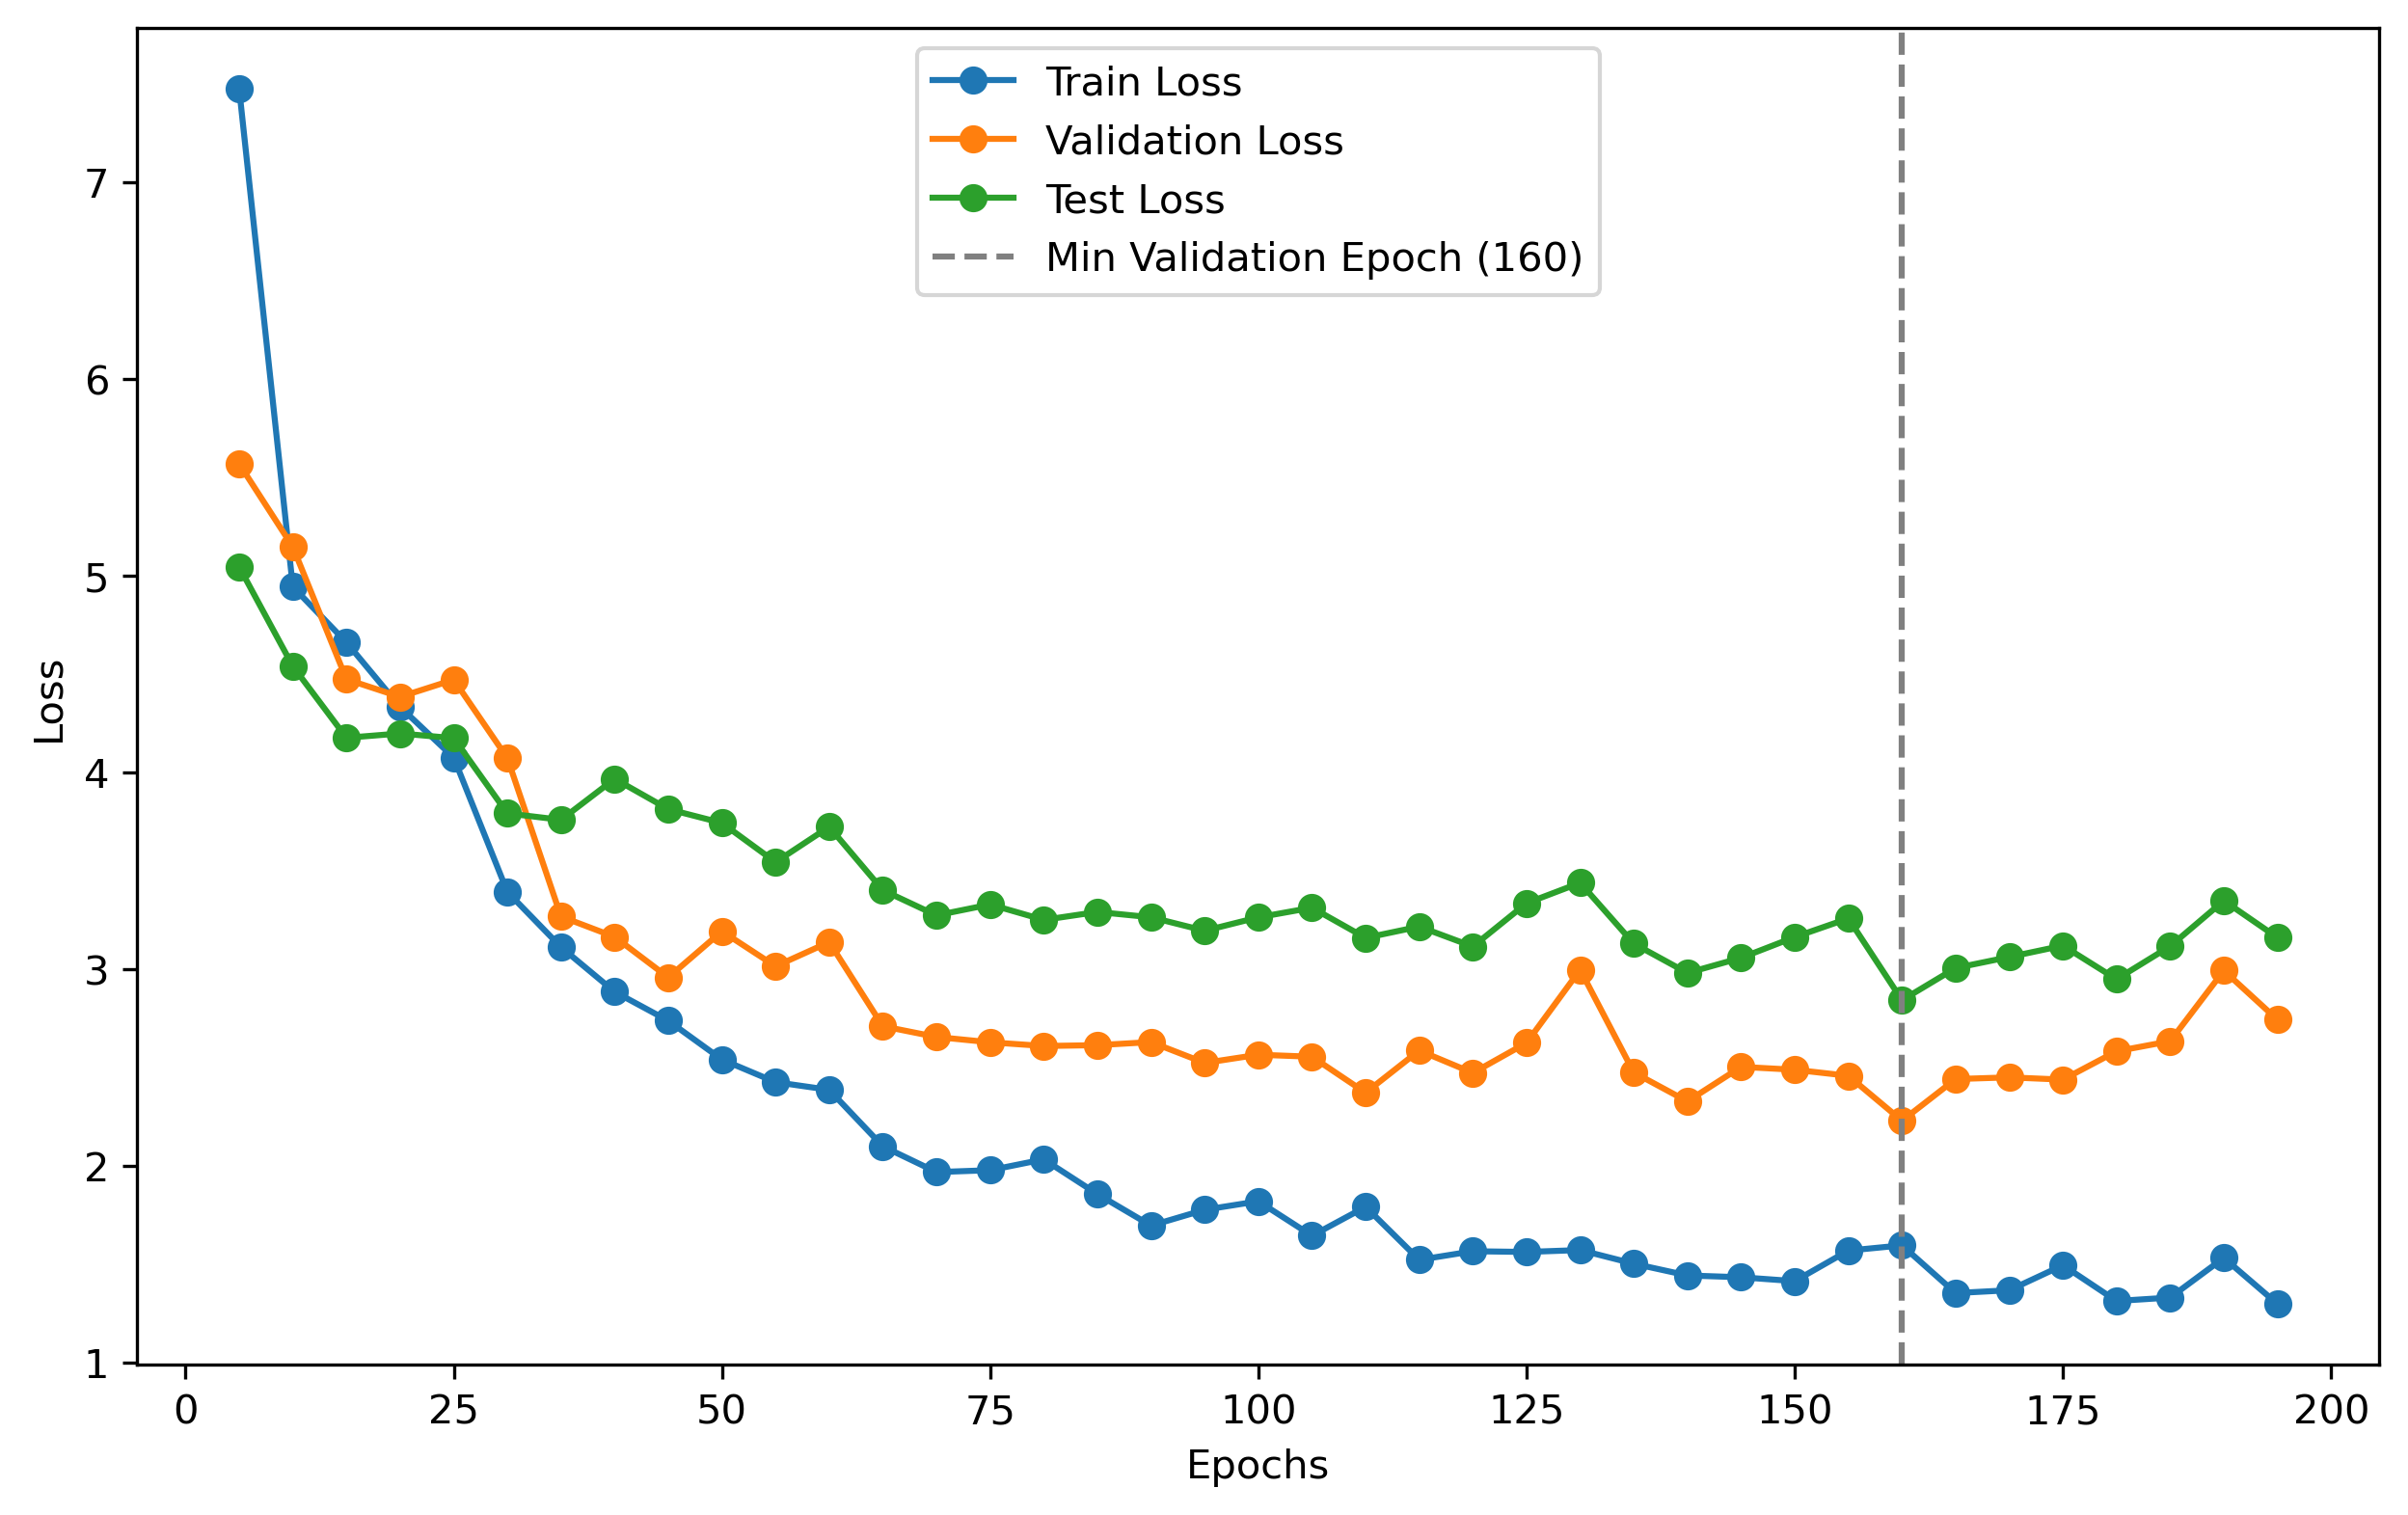 Train Loss
Validation Loss
Test Loss
Min Validation Epoch (160)
7
6
5
4
3
2
1
Loss
0 25 50 75 100 125 150 175 200
Epochs